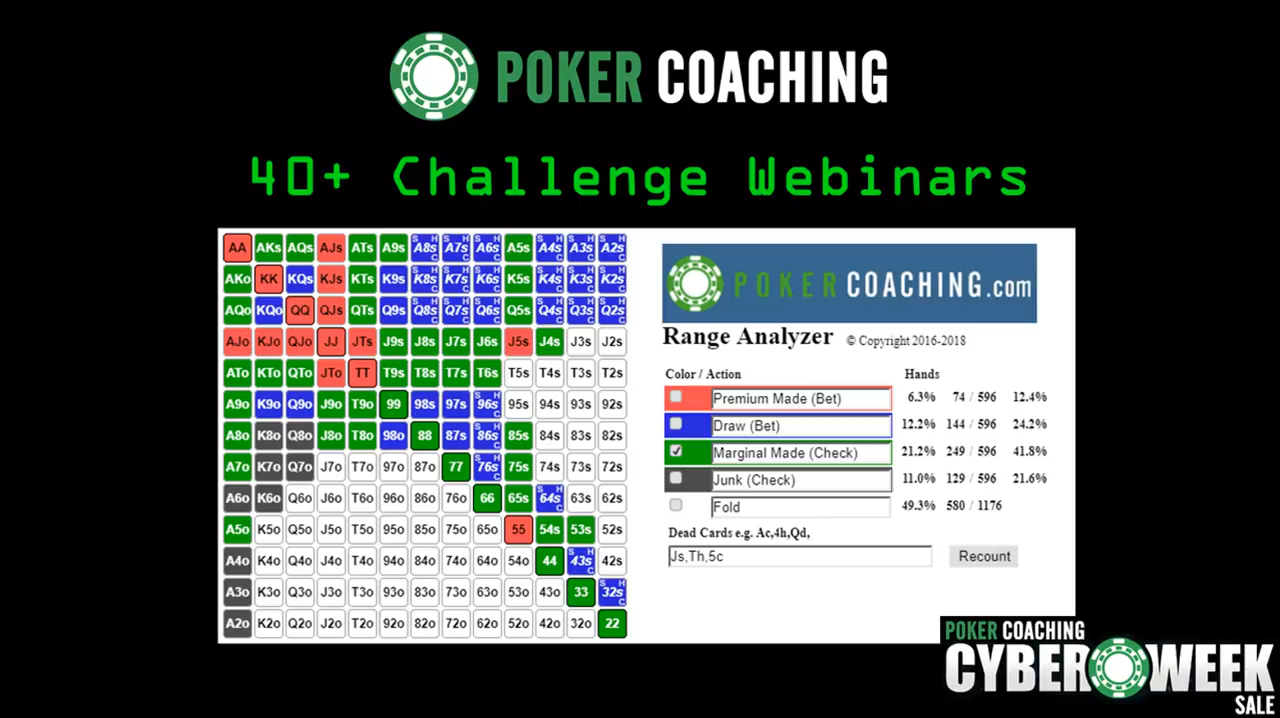 POKER COACHING
40+ Challenge Webinars
AA AKs AQs AJs ATs A9s A8s A7s A6s A5s A4s A3s A2s
AKo KK KQs KJs KTs K9s K8s K7s K6s K5s K4s K3s K2s
AQo KQo QQ QJs QTs Q9s Q8s Q7s Q6s Q5s Q4s Q3s Q2s
AJo KJo QJo JJ JTs J9s J8s J7s J6s J5s J4s J3s J2s
ATo KTo QTo JTo TT T9s T8s T7s T6s T5s T4s T3s T2s
A9o K9o Q9o J9o T9o 99 98s 97s 96s 95s 94s 93s 92s
A8o K8o Q8o J8o T8o 98o 88 87s 86s 85s 84s 83s 82s
A7o K7o Q7o J7o T7o 97o 87o 77 76s 75s 74s 73s 72s
A6o K6o Q6o J6o T6o 96o 86o 76o 66 65s 64s 63s 62s
A5o K5o Q5o J5o T5o 95o 85o 75o 65o 55 54s 53s 52s
A4o K4o Q4o J4o T4o 94o 84o 74o 64o 54o 44 43s 42s
A3o K3o Q3o J3o T3o 93o 83o 73o 63o 53o 43o 33 32s
A2o K2o Q2o J2o T2o 92o 82o 72o 62o 52o 42o 32o 22
POKERCOACHING.com
Range Analyzer © Copyright 2016-2018
Color / Action Hands
Premium Made (Bet) 6.3% 74 / 596 12.4%
Draw (Bet) 12.2% 144 / 596 24.2%
Marginal Made (Check) 21.2% 249 / 596 41.8%
Junk (Check) 11.0% 129 / 596 21.6%
Fold 49.3% 580 / 1176
Dead Cards e.g. Ac,4h,Qd,
Js,Th,5c Recount
POKER COACHING
CYBER WEEK
SALE